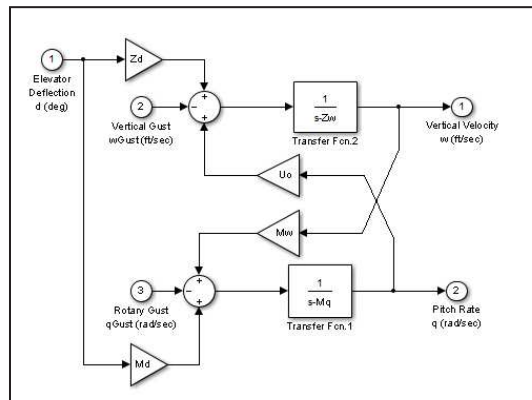 1
Elevator
Deflection
d (deg)
Zd
+
−
+
2
Vertical Gust
wGust (ft/sec)
1
s-Zw
Transfer Fcn.2
1
Vertical Velocity
w (ft/sec)
Uo
Mw
3
Rotary Gust
qGust (rad/sec)
+
−
+
1
s-Mq
Transfer Fcn.1
2
Pitch Rate
q (rad/sec)
Md